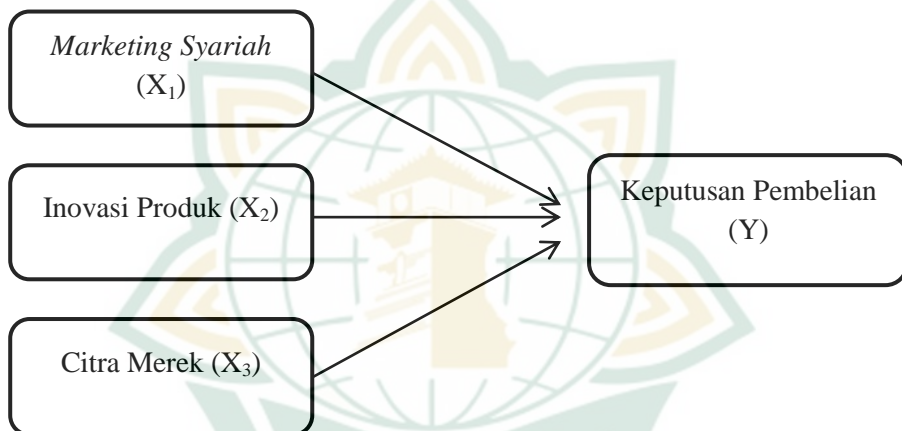 Marketing Syariah
(X₁)
Inovasi Produk (X₂)
Citra Merek (X₃)
Keputusan Pembelian
(Y)